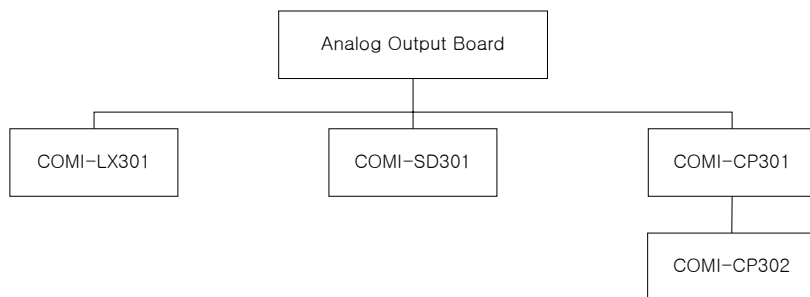 Analog Output Board
COMI-LX301
COMI-SD301
COMI-CP301
COMI-CP302